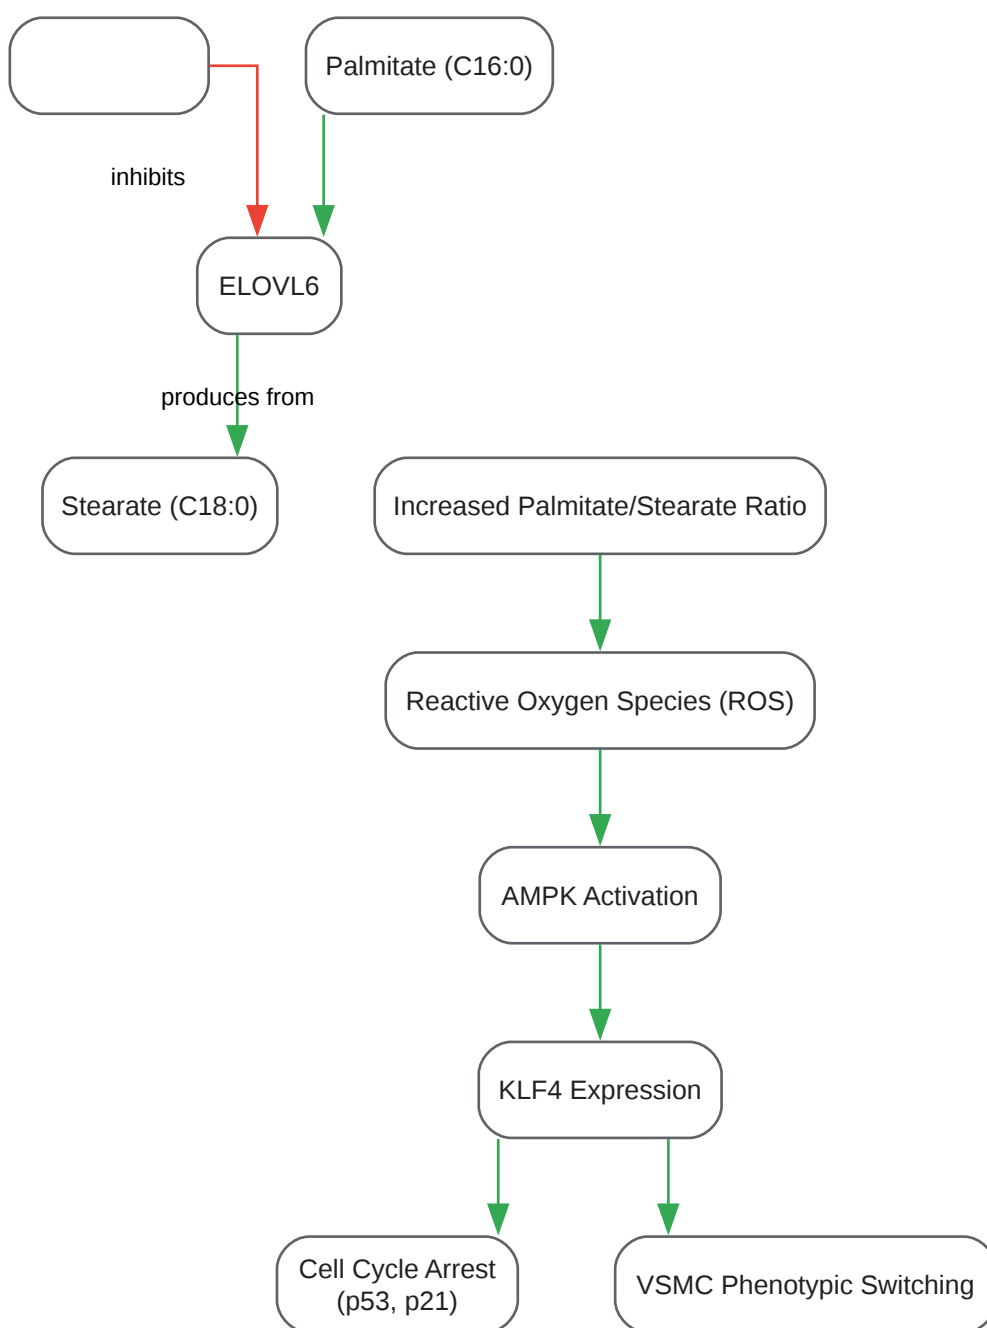 Palmitate (C16:0)
inhibits
ELOVL6
produces from
Stearate (C18:0)
Increased Palmitate/Stearate Ratio
Reactive Oxygen Species (ROS)
AMPK Activation
KLF4 Expression
Cell Cycle Arrest
(p53, p21)
VSMC Phenotypic Switching